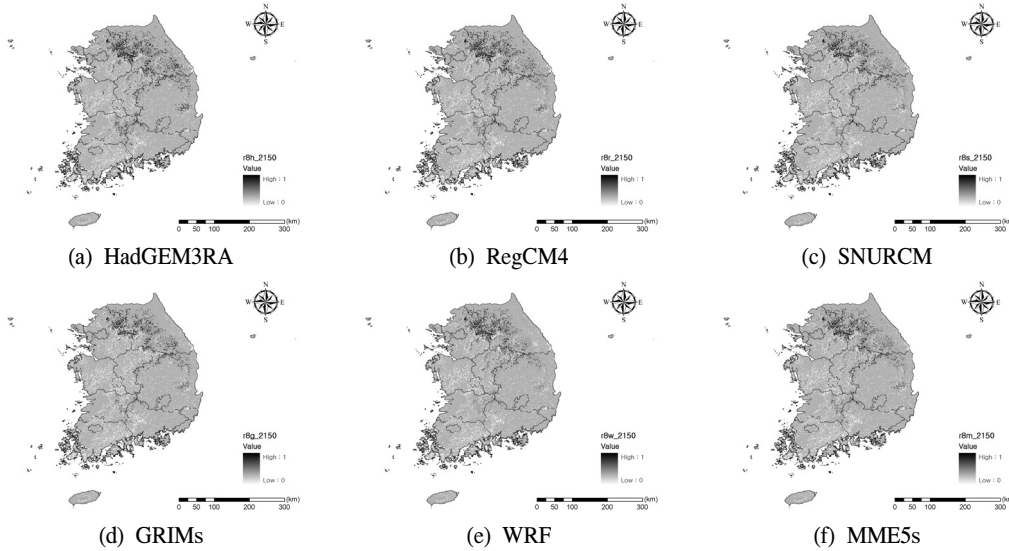 N
W E
S
r8h_2150
Value
High : 1
Low : 0
0 50 100 200 300 (km)
(a) HadGEM3RA
N
W E
S
r8r_2150
Value
High : 1
Low : 0
0 50 100 200 300 (km)
(b) RegCM4
N
W E
S
r8s_2150
Value
High : 1
Low : 0
0 50 100 200 300 (km)
(c) SNURCM
N
W E
S
r8g_2150
Value
High : 1
Low : 0
0 50 100 200 300 (km)
(d) GRIMs
N
W E
S
r8w_2150
Value
High : 1
Low : 0
0 50 100 200 300 (km)
(e) WRF
N
W E
S
r8m_2150
Value
High : 1
Low : 0
0 50 100 200 300 (km)
(f) MME5s